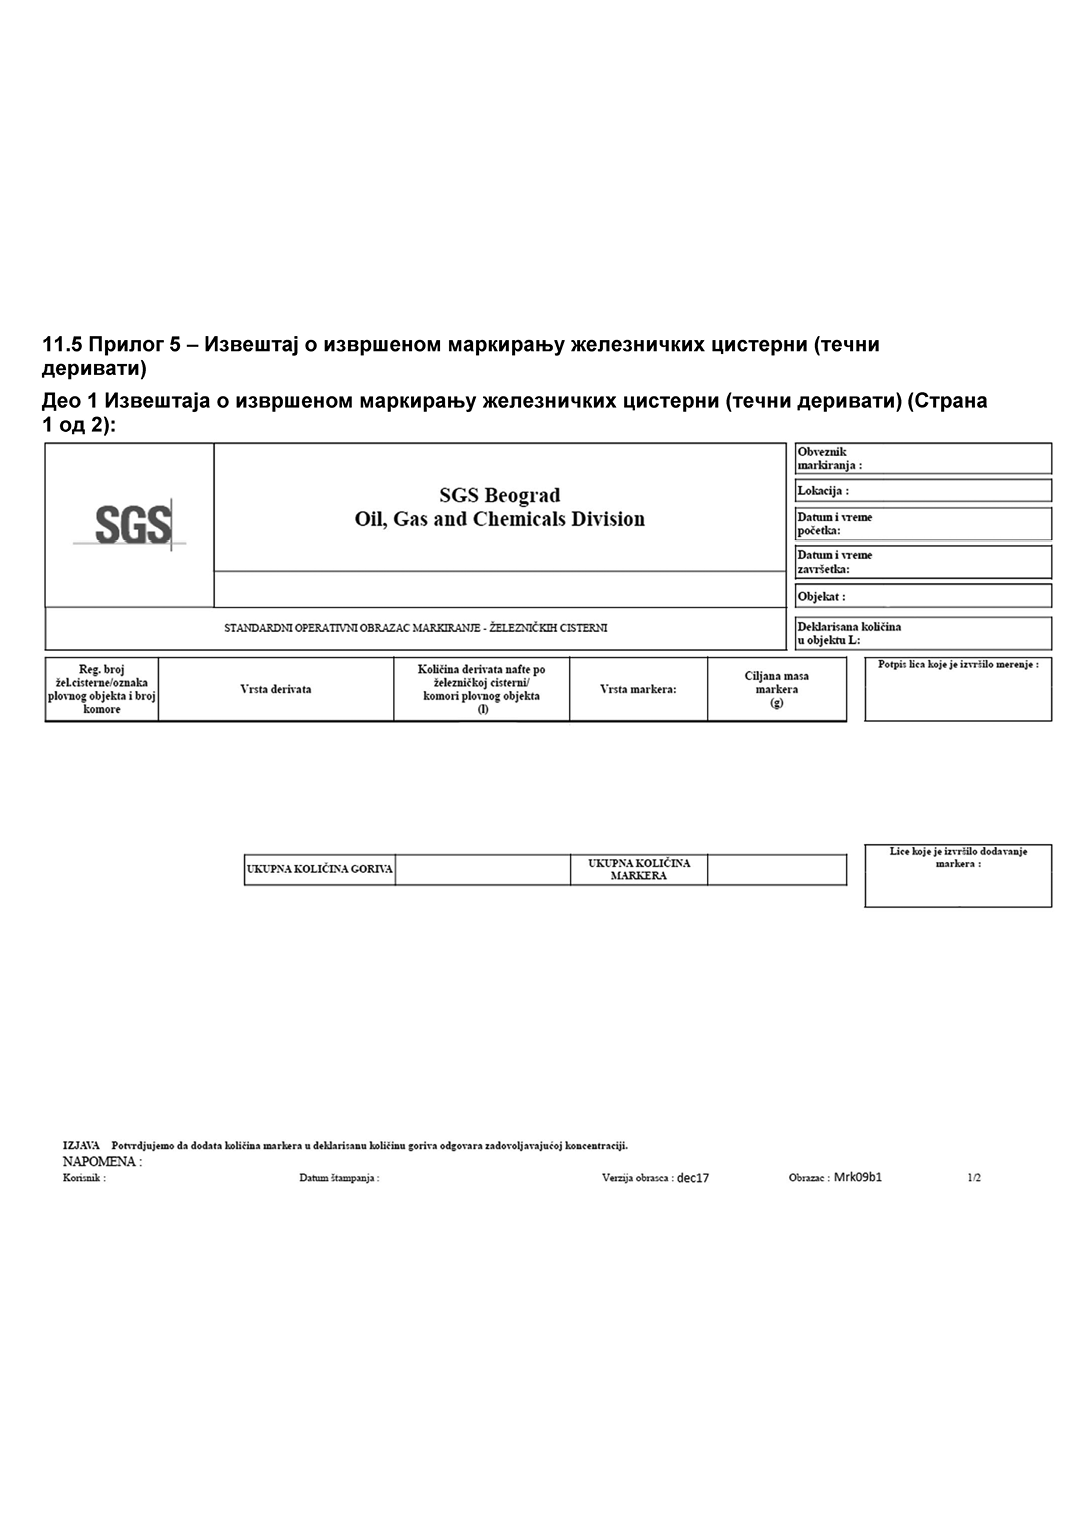 11.5 Прилог 5 – Извештај о извршеном маркирању железничких цистерни (течни
деривати)
Део 1 Извештаја о извршеном маркирању железничких цистерни (течни деривати) (Страна
1 од 2):
SGS
SGS Beograd
Oil, Gas and Chemicals Division
STANDARDNI OPERATIVNI OBRAZAC MARKIRANJE - ŽELEZNIČKIH CISTERNI
Obveznik
markiranja :
Lokacija :
Datum i vreme
početka:
Datum i vreme
završetka:
Objekat :
Deklarisana količina
u objektu L:
Reg. broj
žel.cisterne/oznaka
plovnog objekta i broj
komore
Vrsta derivata
Količina derivata nafte po
železničkoj cisterni/
komori plovnog objekta
(l)
Vrsta markera:
Ciljana masa
markera
(g)
Potpis lica koje je izvršilo merenje :
UKUPNA KOLIČINA GORIVA
UKUPNA KOLIČINA
MARKERA
Lice koje je izvršilo dodavanje
markera :
IZJAVA Potvrdjujemo da dodata količina markera u deklarisanu količinu goriva odgovara zadovoljavajućoj koncentraciji.
NAPOMENA :
Korisnik : Datum štampanja : Verzija obrasca : dec17 Obrazac : Mrk09b1 1/2